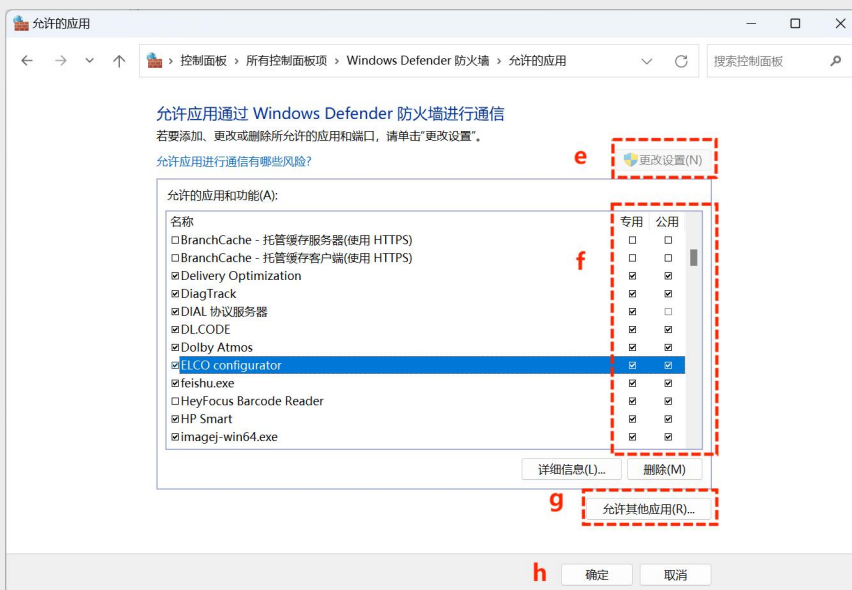 允许的应用
控制面板 › 所有控制面板项 › Windows Defender 防火墙 › 允许的应用
搜索控制面板
允许应用通过 Windows Defender 防火墙进行通信
若要添加、更改或删除所允许的应用和端口，请单击"更改设置"。
允许应用进行通信有哪些风险?
e
更改设置(N)
允许的应用和功能(A):
名称 专用 公用
BranchCache - 托管缓存服务器(使用 HTTPS)
BranchCache - 托管缓存客户端(使用 HTTPS)
f
Delivery Optimization
DiagTrack
DIAL 协议服务器
DL.CODE
Dolby Atmos
ELCO configurator
feishu.exe
HeyFocus Barcode Reader
HP Smart
imagej-win64.exe
详细信息(L)... 删除(M)
g
允许其他应用(R)...
h 确定 取消